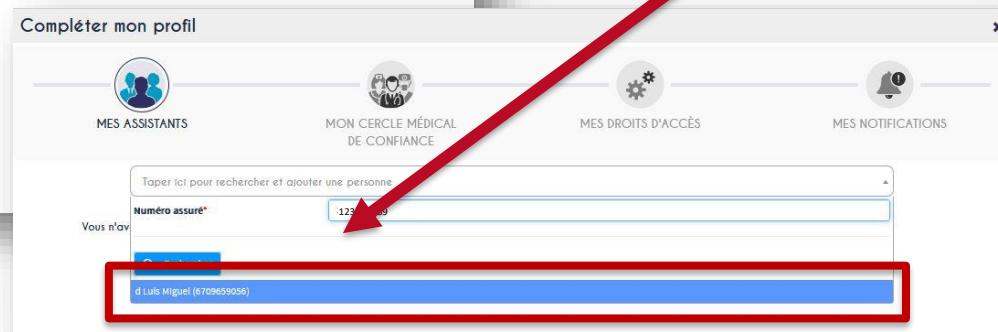 Compléter mon profil
MES ASSISTANTS
MON CERCLE MÉDICAL
DE CONFIANCE
MES DROITS D'ACCÈS
MES NOTIFICATIONS
Taper ici pour rechercher et ajouter une personne
Numéro assuré*
Vous n'av
d Luis Miguel (6709659056)